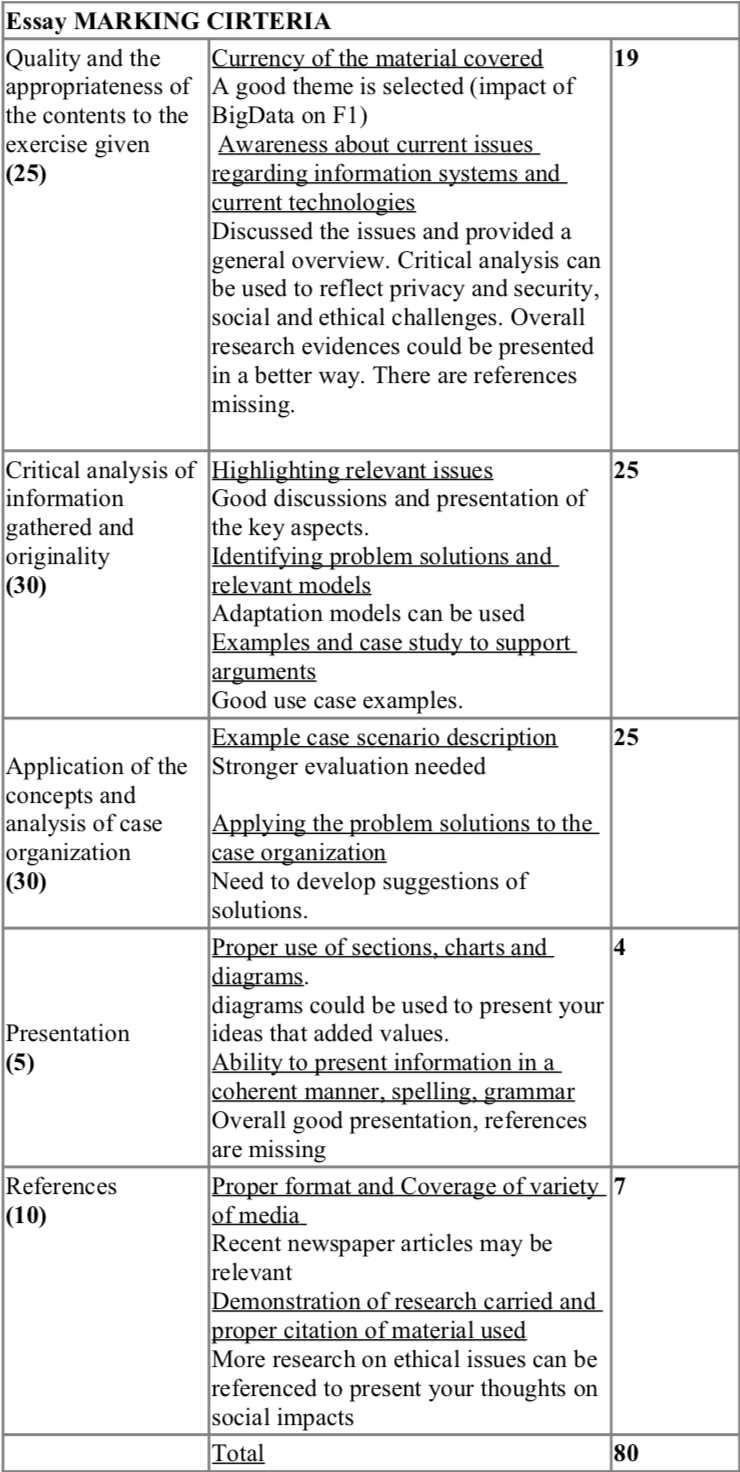 Essay MARKING CIRTERIA
Quality and the
appropriateness of
the contents to the
exercise given
(25)
Currency of the material covered
A good theme is selected (impact of
BigData on F1)
Awareness about current issues
regarding information systems and
current technologies
Discussed the issues and provided a
general overview. Critical analysis can
be used to reflect privacy and security,
social and ethical challenges. Overall
research evidences could be presented
in a better way. There are references
missing.
19
Critical analysis of
information
gathered and
originality
(30)
Highlighting relevant issues
Good discussions and presentation of
the key aspects.
Identifying problem solutions and
relevant models
Adaptation models can be used
Examples and case study to support
arguments
Good use case examples.
25
Application of the
concepts and
analysis of case
organization
(30)
Example case scenario description
Stronger evaluation needed
Applying the problem solutions to the
case organization
Need to develop suggestions of
solutions.
25
Presentation
(5)
Proper use of sections, charts and
diagrams.
diagrams could be used to present your
ideas that added values.
Ability to present information in a
coherent manner, spelling, grammar
Overall good presentation, references
are missing
4
References
(10)
Proper format and Coverage of variety
of media
Recent newspaper articles may be
relevant
Demonstration of research carried and
proper citation of material used
More research on ethical issues can be
referenced to present your thoughts on
social impacts
7
Total
80